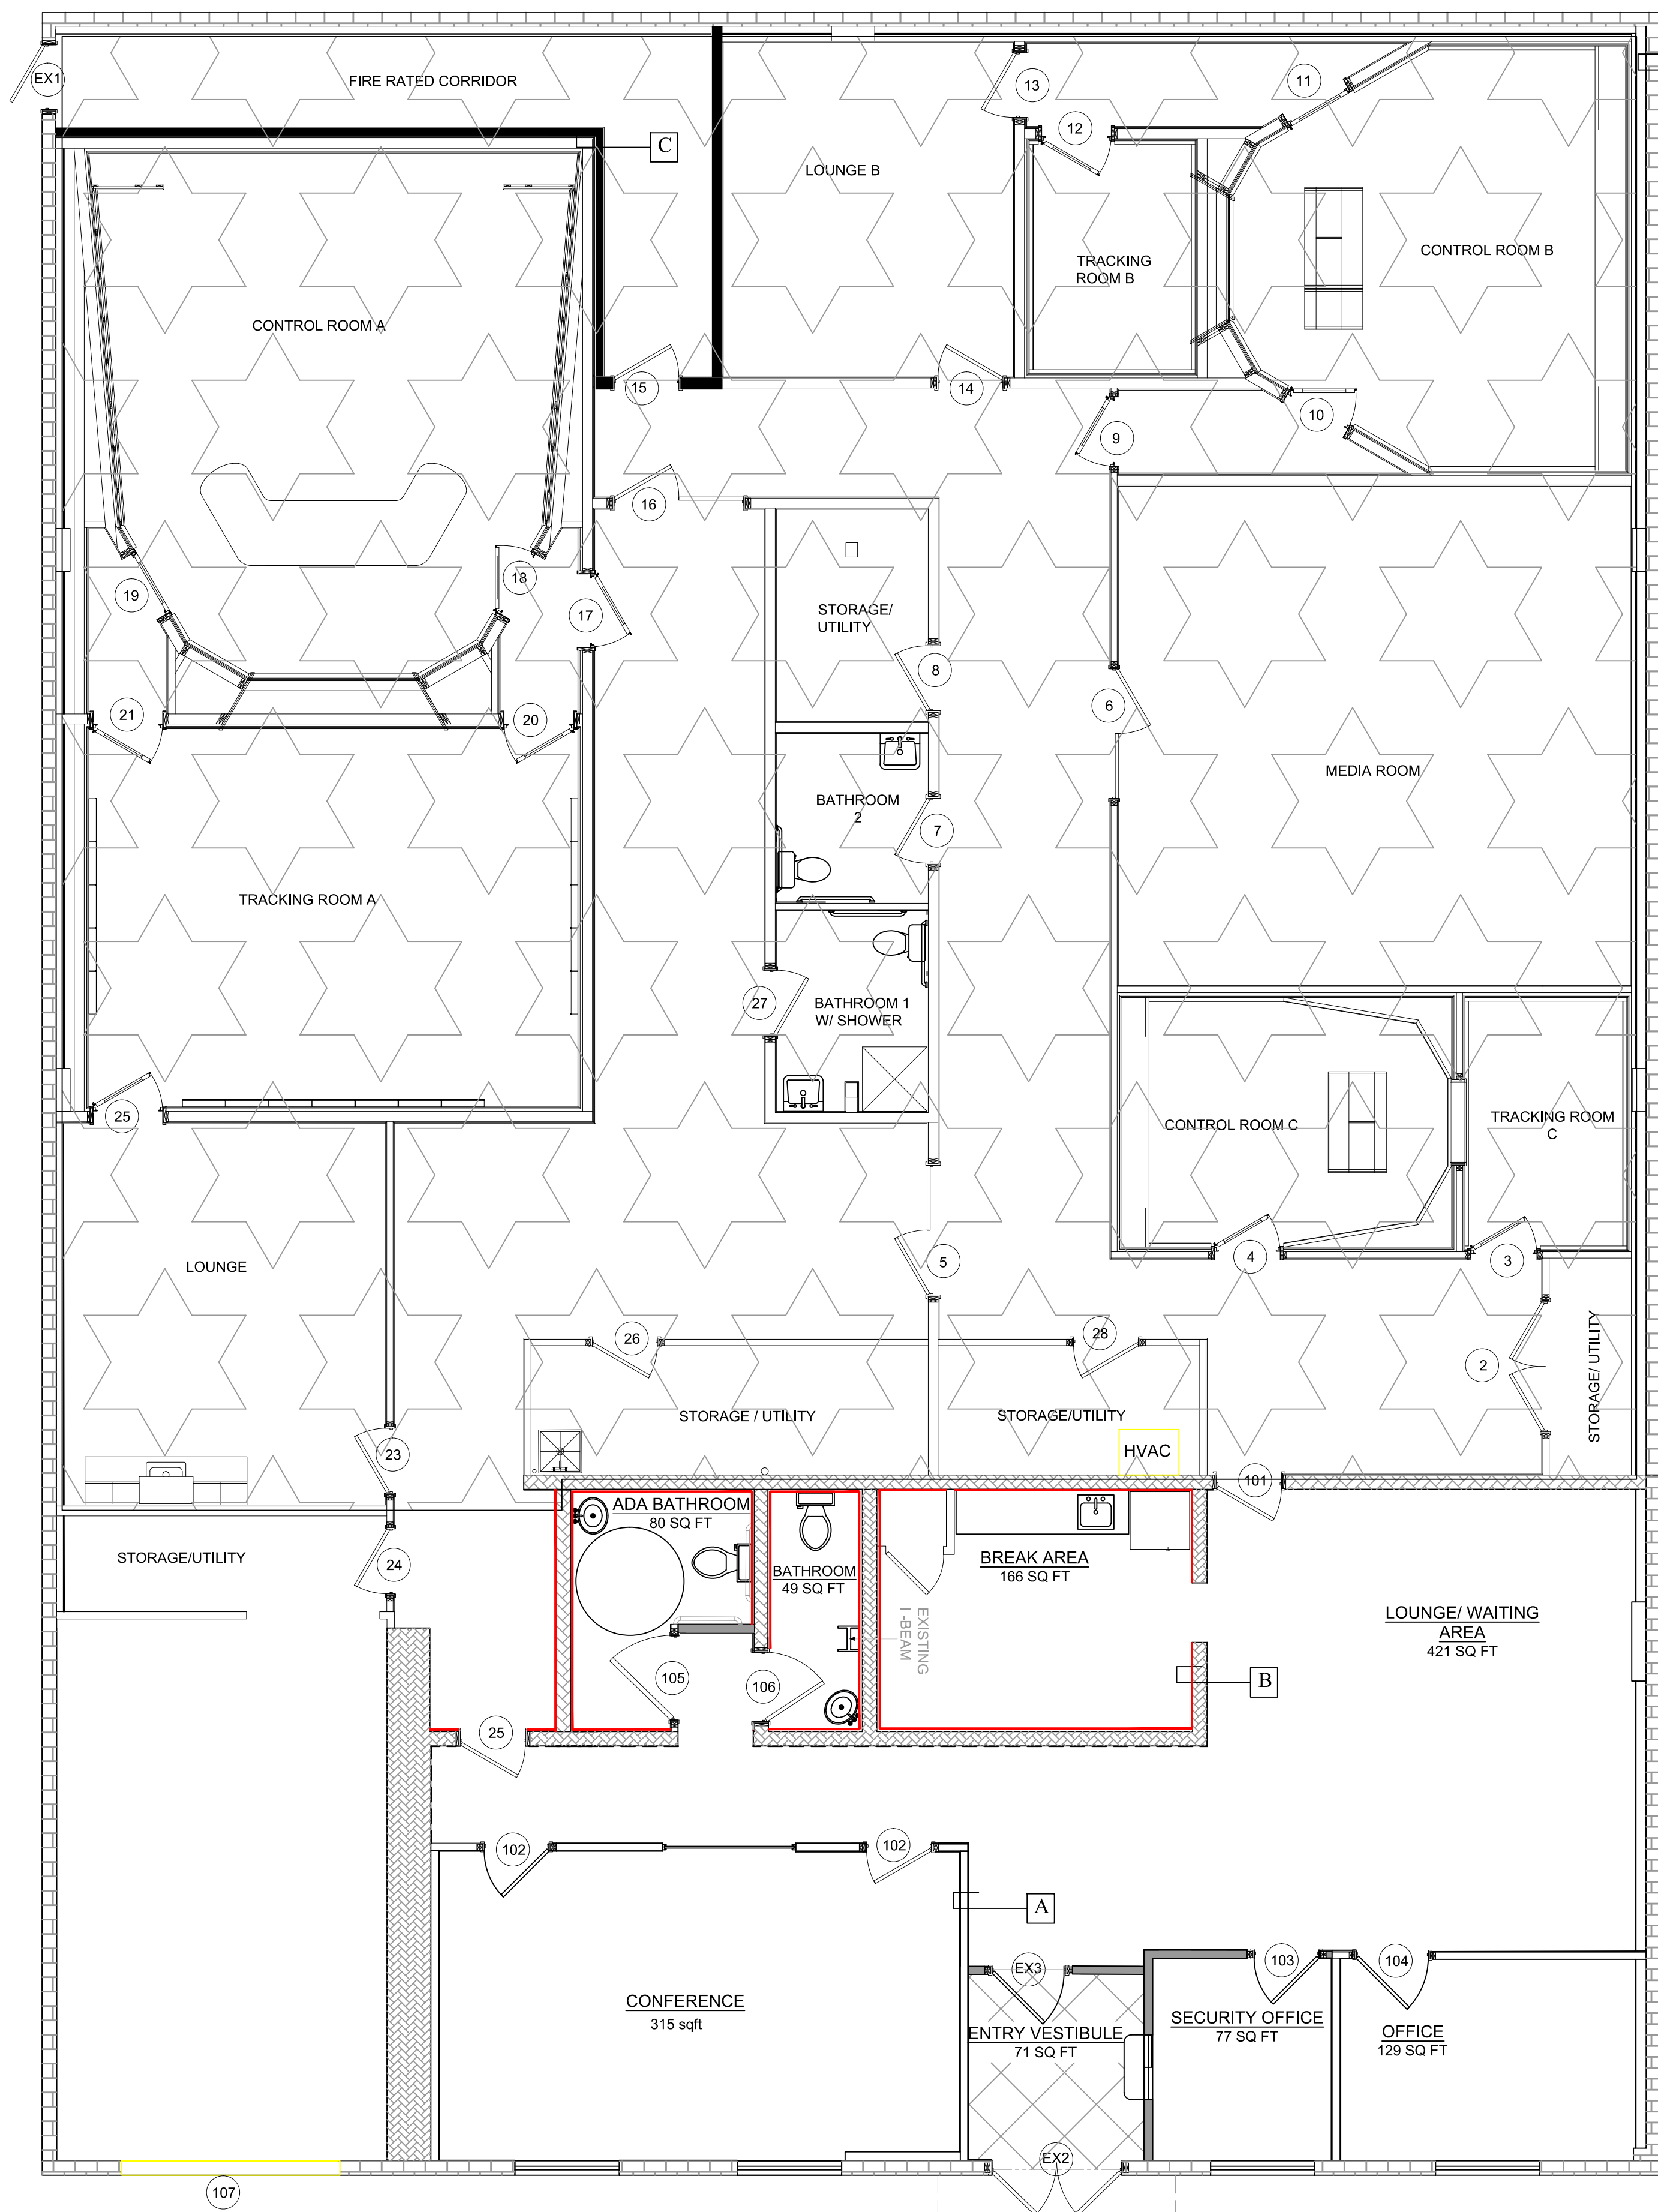 EX1
FIRE RATED CORRIDOR
13
11
12
C
LOUNGE B
TRACKING
ROOM B
CONTROL ROOM B
CONTROL ROOM A
15
14
10
9
16
18
19
17
STORAGE/
UTILITY
8
6
21
20
MEDIA ROOM
BATHROOM
2
7
TRACKING ROOM A
27
BATHROOM 1
W/ SHOWER
25
CONTROL ROOM C
TRACKING ROOM
C
LOUNGE
5
4
3
26
28
2
STORAGE/ UTILITY
STORAGE / UTILITY
STORAGE/UTILITY
23
HVAC
101
ADA BATHROOM
80 SQ FT
STORAGE/UTILITY
24
BATHROOM
49 SQ FT
BREAK AREA
166 SQ FT
EXISTING
I -BEAM
LOUNGE/ WAITING
AREA
421 SQ FT
105
106
B
25
102
102
A
103
104
EX3
CONFERENCE
315 sqft
ENTRY VESTIBULE
71 SQ FT
SECURITY OFFICE
77 SQ FT
OFFICE
129 SQ FT
EX2
107